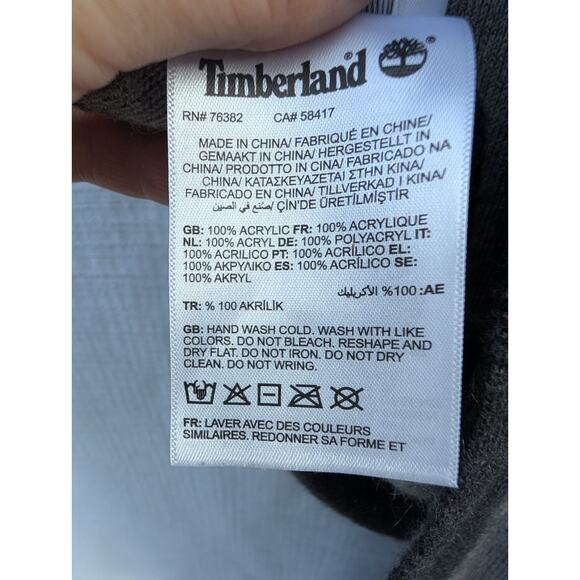 Timberland
RN# 76382 CA# 58417
MADE IN CHINA/ FABRIQUÉ EN CHINE/
GEMAAKT IN CHINA/ HERGESTELLT IN
CHINA/ PRODOTTO IN CINA/ FABRICADO NA
CHINA/ ΚΑΤΑΣΚΕΥΑΖΕΤΑΙ ΣΤΗΝ ΚΙΝΑ/
FABRICADO EN CHINA/ TILLVERKAD I KINA/
صُنع في الصين/ ÇİN'DE ÜRETİLMİŞTİR
GB: 100% ACRYLIC FR: 100% ACRYLIQUE
NL: 100% ACRYL DE: 100% POLYACRYL IT:
100% ACRILICO PT: 100% ACRÍLICO EL:
100% ΑΚΡΥΛΙΚΟ ES: 100% ACRÍLICO SE:
100% AKRYL
AE: %100 الأكريليك
TR: % 100 AKRİLİK
GB: HAND WASH COLD. WASH WITH LIKE
COLORS. DO NOT BLEACH. RESHAPE AND
DRY FLAT. DO NOT IRON. DO NOT DRY
CLEAN. DO NOT WRING.
FR: LAVER AVEC DES COULEURS
SIMILAIRES. REDONNER SA FORME ET